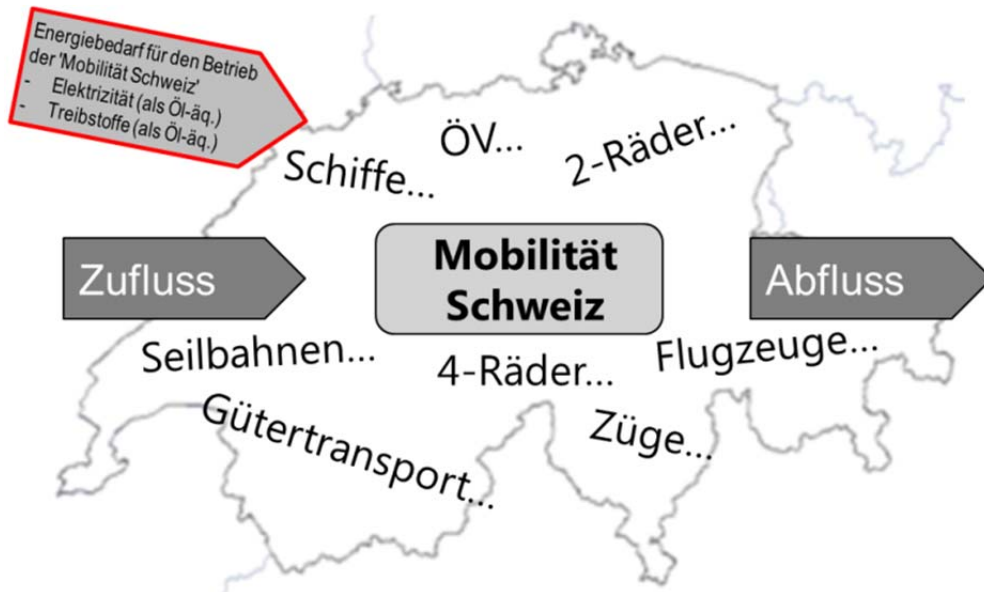 Energiebedarf für den Betrieb
der 'Mobilität Schweiz'
- Elektrizität (als Öl-äq.)
- Treibstoffe (als Öl-äq.)
ÖV...
2-Räder...
Schiffe...
Zufluss
Mobilität
Schweiz
Abfluss
Seilbahnen...
4-Räder...
Flugzeuge...
Gütertransport...
Züge...